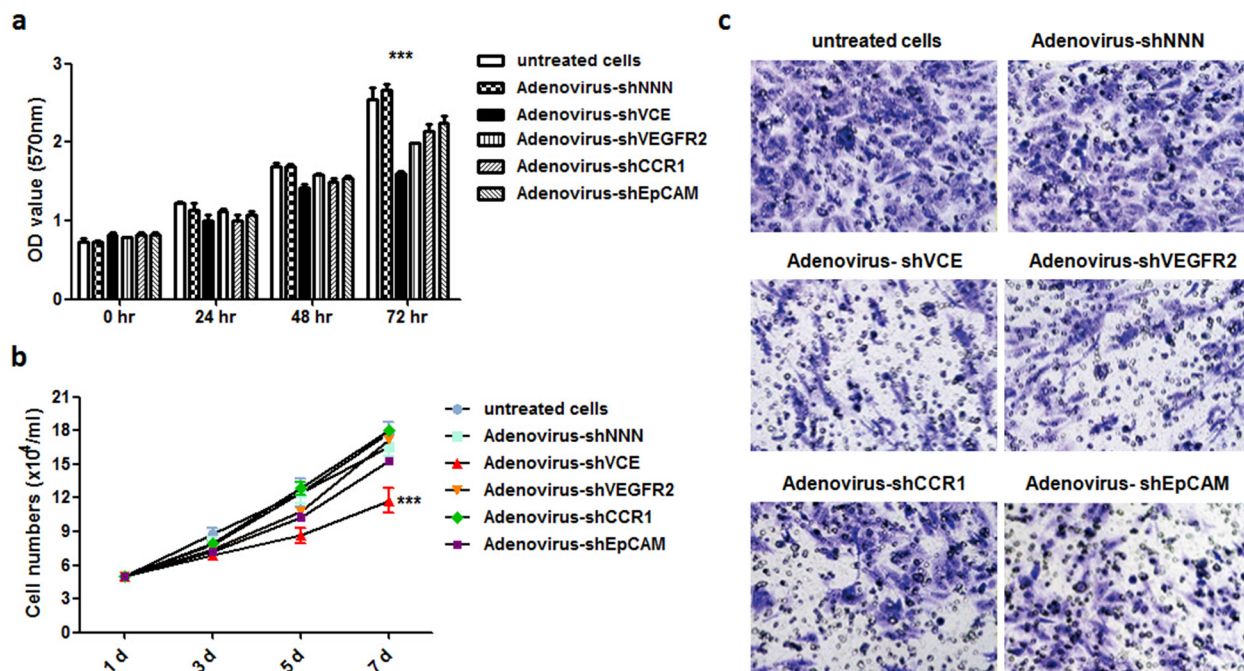 a
3
2
1
0
OD value (570nm)
***
0 hr
24 hr
48 hr
72 hr
untreated cells
Adenovirus-shNNN
Adenovirus-shVCE
Adenovirus-shVEGFR2
Adenovirus-shCCR1
Adenovirus-shEpCAM
b
21
18
15
12
9
6
3
0
Cell numbers (x10⁴/ml)
***
1 d
3 d
5 d
7 d
untreated cells
Adenovirus-shNNN
Adenovirus-shVCE
Adenovirus-shVEGFR2
Adenovirus-shCCR1
Adenovirus-shEpCAM
c
untreated cells
Adenovirus-shNNN
Adenovirus- shVCE
Adenovirus-shVEGFR2
Adenovirus-shCCR1
Adenovirus- shEpCAM